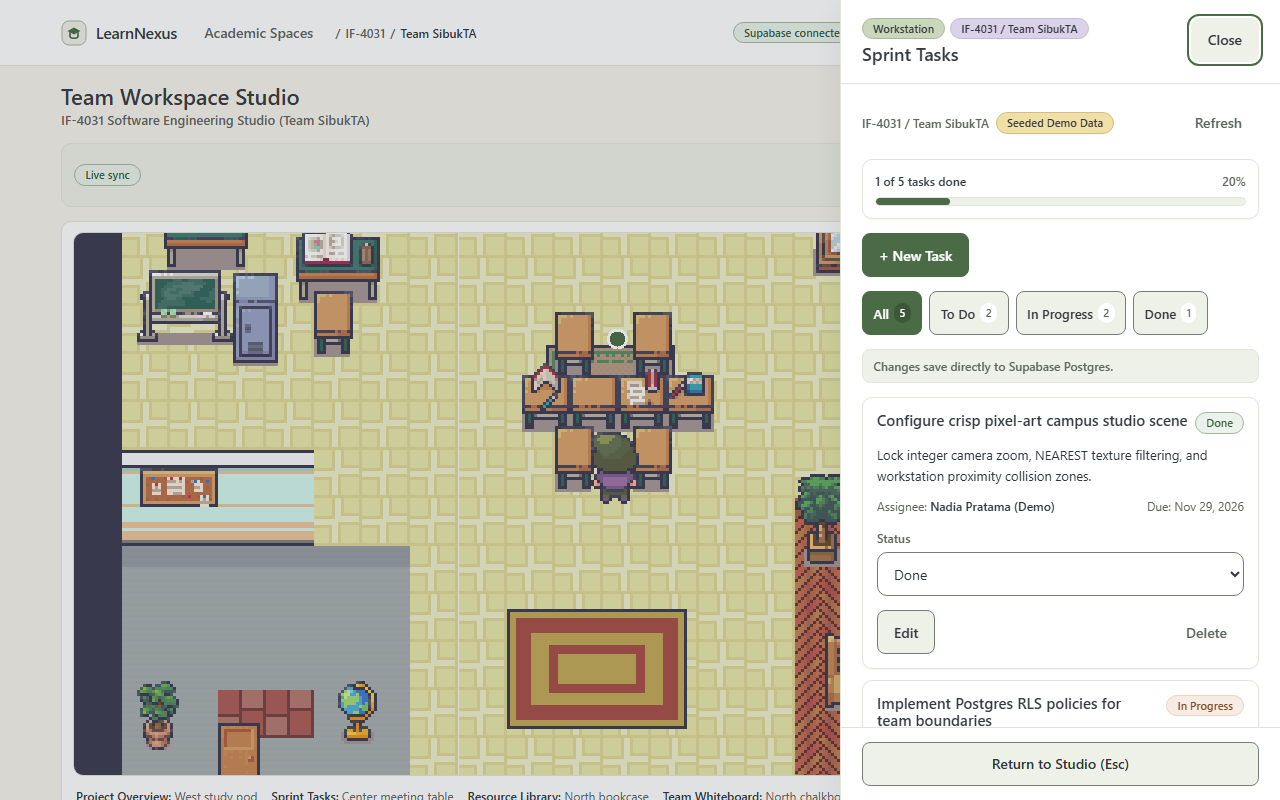 LearnNexus
Academic Spaces
/ IF-4031 / Team SibukTA
Supabase connecte
Team Workspace Studio
IF-4031 Software Engineering Studio (Team SibukTA)
Live sync
Project Overview: West study pod
Sprint Tasks: Center meeting table
Resource Library: North bookcase
Team Whiteboard: North chalkbo
Workstation
IF-4031 / Team SibukTA
Sprint Tasks
Close
IF-4031 / Team SibukTA
Seeded Demo Data
Refresh
1 of 5 tasks done
20%
+ New Task
All 5
To Do 2
In Progress 2
Done 1
Changes save directly to Supabase Postgres.
Configure crisp pixel-art campus studio scene
Done
Lock integer camera zoom, NEAREST texture filtering, and
workstation proximity collision zones.
Assignee: Nadia Pratama (Demo)
Due: Nov 29, 2026
Status
Done
Edit
Delete
Implement Postgres RLS policies for
team boundaries
In Progress
Return to Studio (Esc)